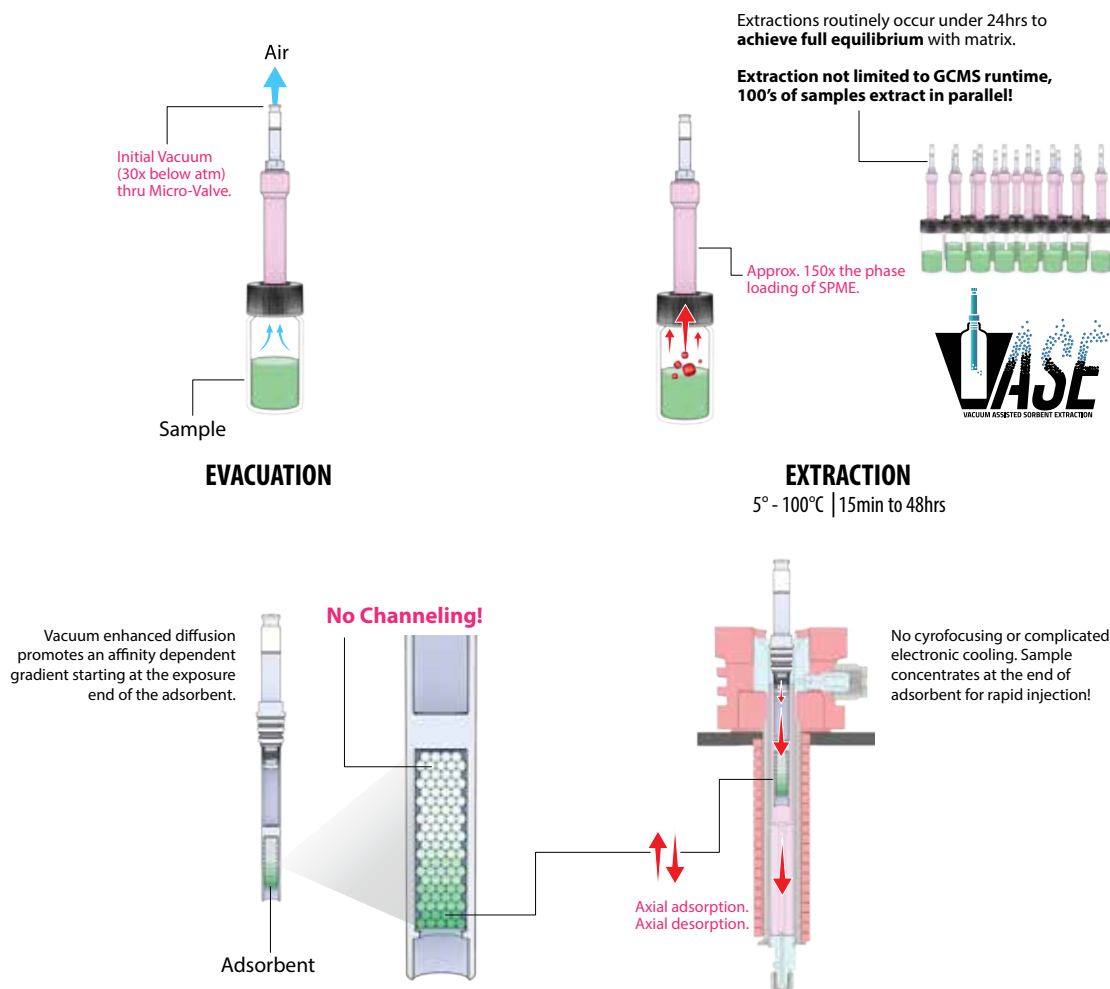 Air
Initial Vacuum
(30x below atm)
thru Micro-Valve.
Sample
EVACUATION
Extractions routinely occur under 24hrs to
achieve full equilibrium with matrix.
Extraction not limited to GCMS runtime,
100's of samples extract in parallel!
Approx. 150x the phase
loading of SPME.
VASE
VACUUM ASSISTED SORBENT EXTRACTION
EXTRACTION
5° - 100°C | 15min to 48hrs
Vacuum enhanced diffusion
promotes an affinity dependent
gradient starting at the exposure
end of the adsorbent.
No Channeling!
Adsorbent
Axial adsorption.
Axial desorption.
No cyrofocusing or complicated
electronic cooling. Sample
concentrates at the end of
adsorbent for rapid injection!